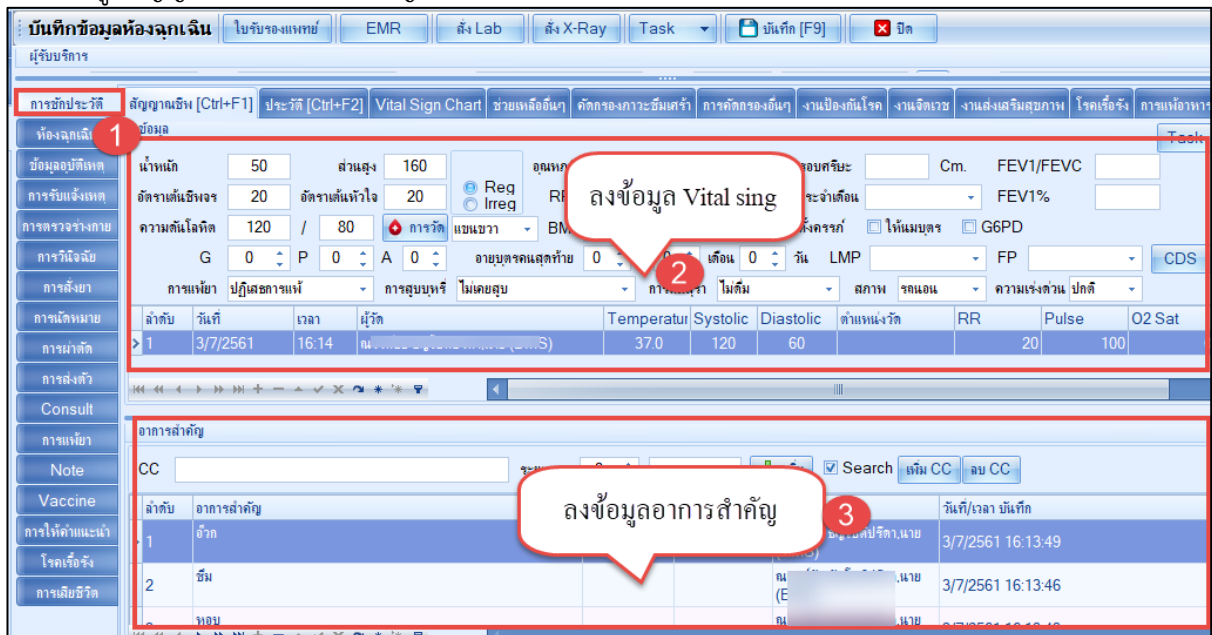 บันทึกข้อมูลห้องฉุกเฉิน ใบรับรองแพทย์ EMR สั่ง Lab สั่ง X-Ray Task บันทึก [F9] ปิด
ผู้รับบริการ
การซักประวัติ สัญญาณชีพ [Ctrl+F1] ประวัติ [Ctrl+F2] Vital Sign Chart ช่วยเหลืออื่นๆ คัดกรองภาวะซึมเศร้า การคัดกรองอื่นๆ งานป้องกันโรค งานจิตเวช งานส่งเสริมสุขภาพ โรคเรื้อรัง การแพ้อาหาร
1
ข้อมูล
Task
น้ำหนัก 50 ส่วนสูง 160 Cm. FEV1/FEVC
อัตราเต้นชีพจร 20 อัตราเต้นหัวใจ 20 Reg
Irreg FEV1%
ลงข้อมูล Vital sing
ความดันโลหิต 120 / 80 การวัด แขนขวา ให้นมบุตร G6PD
G 0 P 0 A 0 อายุบุตรคนสุดท้าย 0 เดือน 0 วัน LMP FP CDS
2
การแพ้ยา ปฏิเสธการแพ้ การสูบบุหรี่ ไม่เคยสูบ ไม่ดื่ม สภาพ รถนอน ความเร่งด่วน ปกติ
ลำดับ วันที่ เวลา ผู้วัด Temperatur Systolic Diastolic ตำแหน่งวัด RR Pulse O2 Sat
1 3/7/2561 16:14 37.0 120 60 20 100
ข้อมูลอุบัติเหตุ
การรับแจ้งเหตุ
การตรวจร่างกาย
การวินิจฉัย
การสั่งยา
การนัดหมาย
การผ่าตัด
การส่งตัว
Consult
การแพ้ยา
Note
Vaccine
การให้คำแนะนำ
โรคเรื้อรัง
การเสียชีวิต
อาการสำคัญ
CC Search เพิ่ม CC ลบ CC
ลงข้อมูลอาการสำคัญ
3
ลำดับ อาการสำคัญ วันที่/เวลา บันทึก
1 อ๊วก 3/7/2561 16:13:49
2 ซึม 3/7/2561 16:13:46
หอบ